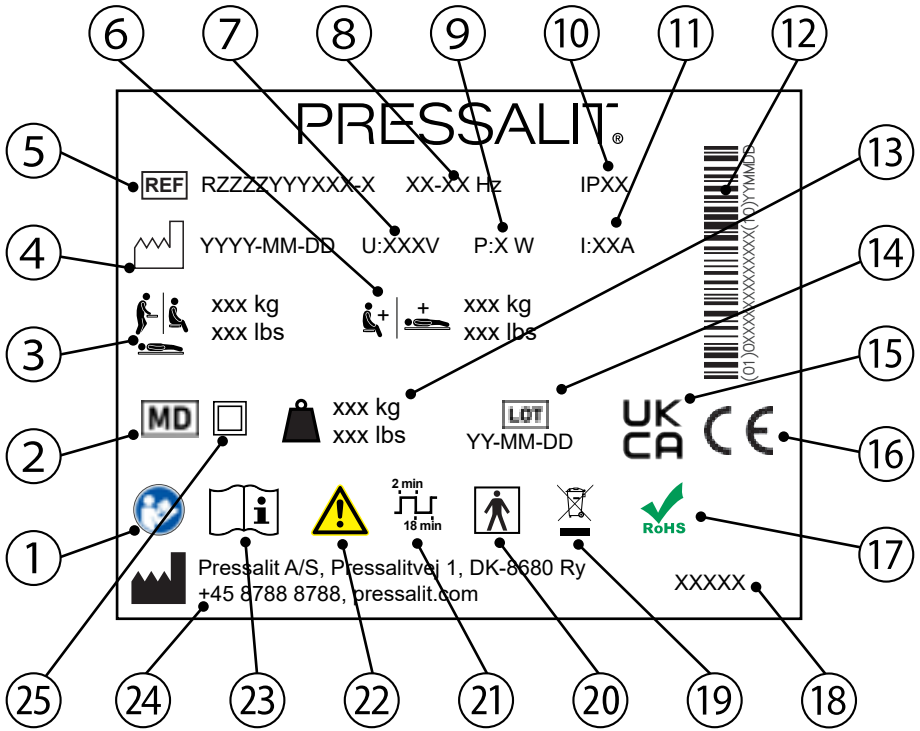 6 7 8 9 10 11 12
PRESSALIT®
5 REF RZZZZYYYXXX-X XX-XX Hz IPXX 13
4 YYYY-MM-DD U:XXXV P:X W I:XXA 14
(01)0XXXXXXXXXXXXX(10)YYMMDD
xxx kg xxx kg
3 xxx lbs xxx lbs 15
xxx kg LOT UK
2 MD xxx lbs YY-MM-DD CA CE 16
2 min
18 min RoHS
1 17
Pressalit A/S, Pressalitvej 1, DK-8680 Ry
+45 8788 8788, pressalit.com XXXXX
25 24 23 22 21 20 19 18